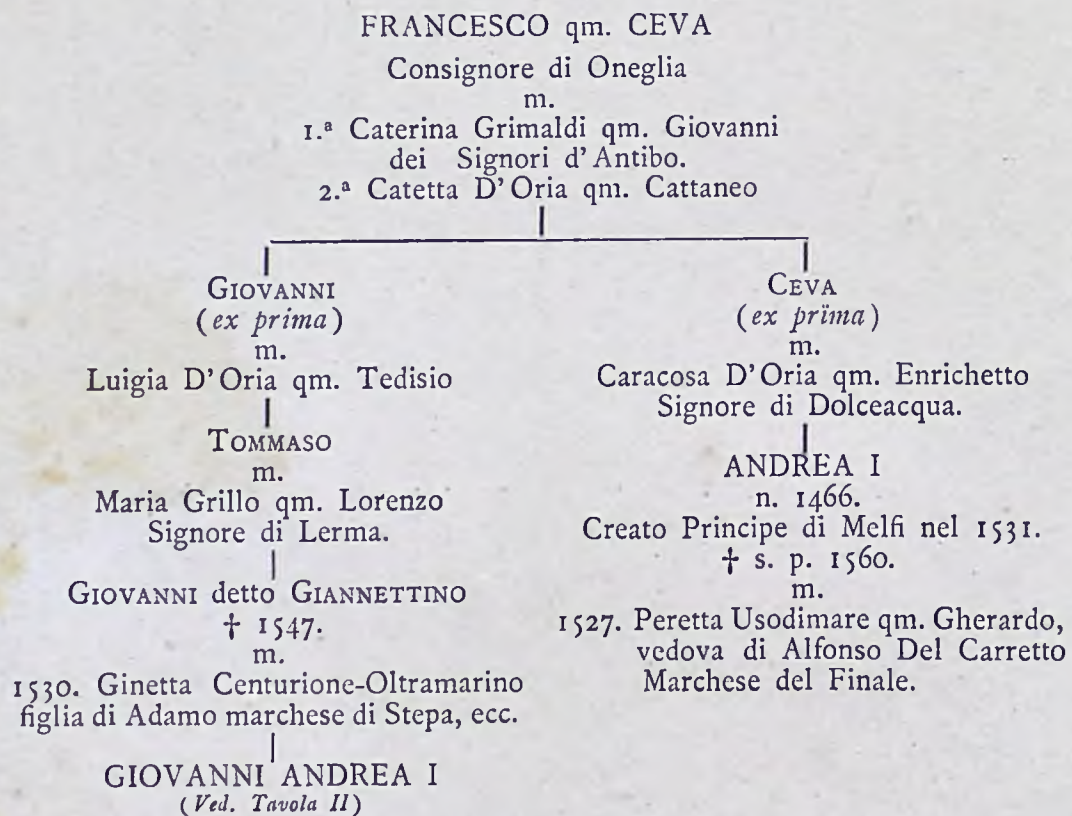 FRANCESCO qm. CEVA
Consignore di Oneglia
m.
1.ª Caterina Grimaldi qm. Giovanni
dei Signori d'Antibo.
2.ª Catetta D'Oria qm. Cattaneo
GIOVANNI
(ex prima)
m.
Luigia D'Oria qm. Tedisio
TOMMASO
m.
Maria Grillo qm. Lorenzo
Signore di Lerma.
GIOVANNI detto GIANNETTINO
† 1547.
m.
1530. Ginetta Centurione-Oltramarino
figlia di Adamo marchese di Stepa, ecc.
GIOVANNI ANDREA I
(Ved. Tavola II)
CEVA
(ex prima)
m.
Caracosa D'Oria qm. Enrichetto
Signore di Dolceacqua.
ANDREA I
n. 1466.
Creato Principe di Melfi nel 1531.
† s. p. 1560.
m.
1527. Peretta Usodimare qm. Gherardo,
vedova di Alfonso Del Carretto
Marchese del Finale.